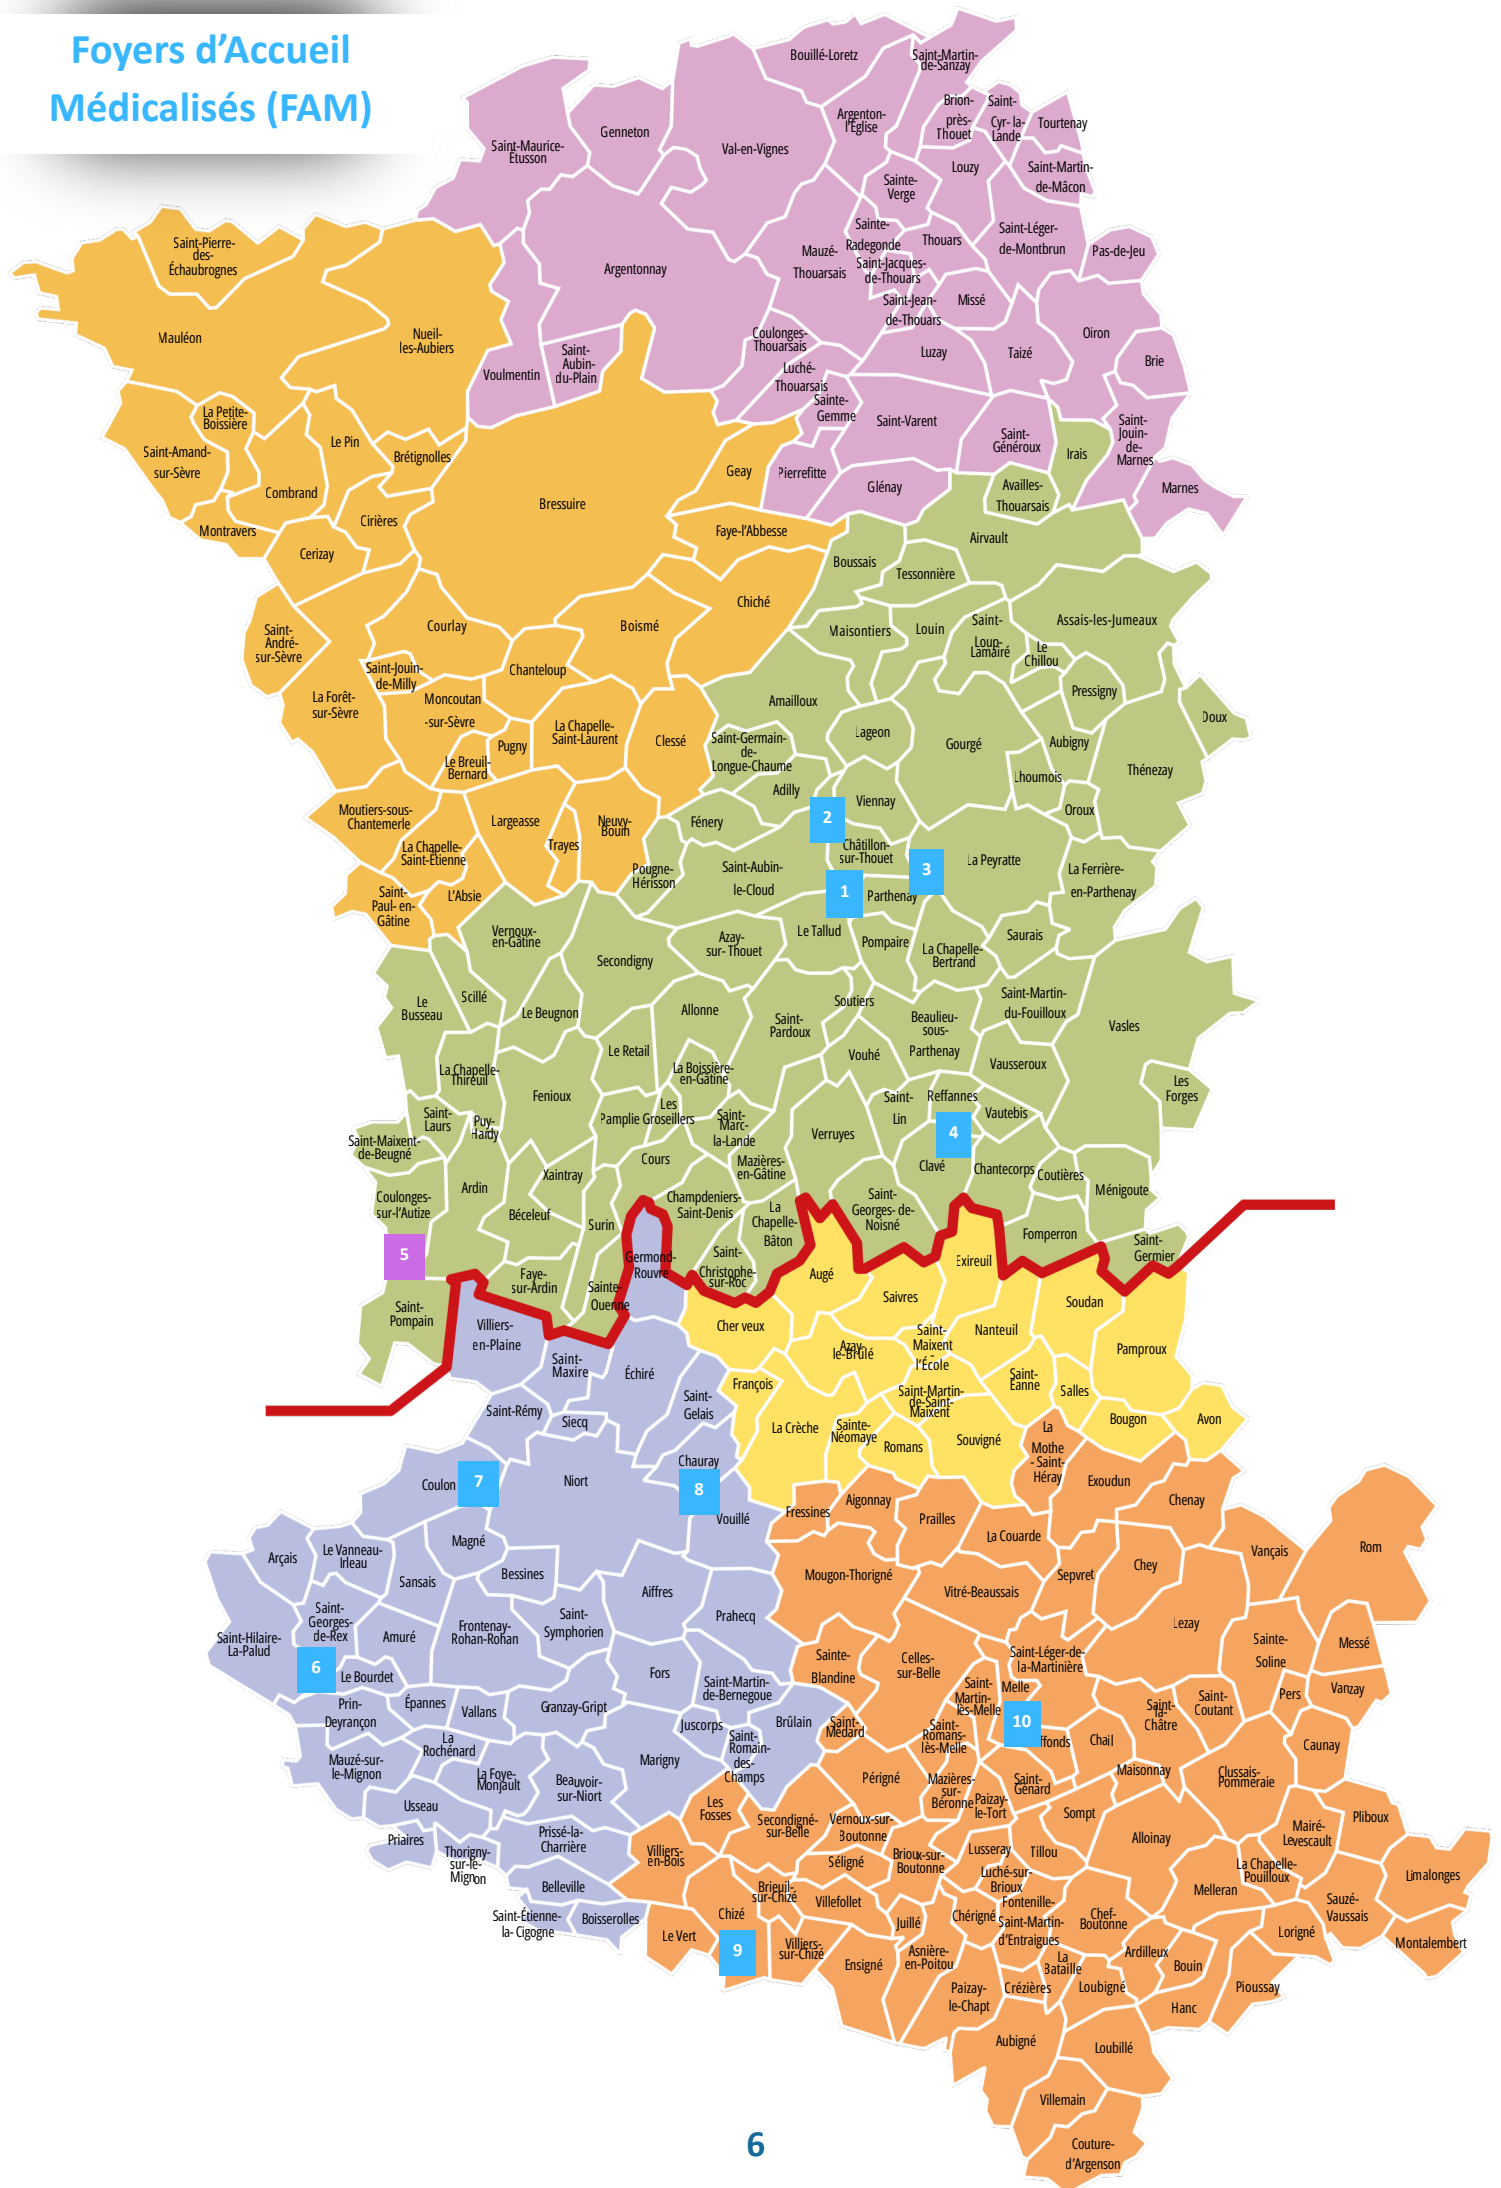 Foyers d'Accueil
Médicalisés (FAM)
Bouillé-Loretz
Saint-Martin-
de-Sanzay
Genneton
Saint-Maurice-
Étusson
Val-en-Vignes
Argenton-
l'Église
Brion-
près-
Thouet
Saint-
Cyr- la-
Lande
Tourtenay
Louzy
Saint-Martin-
de-Mâcon
Sainte-
Verge
Sainte-
Radegonde
Thouars
Saint-Léger-
de-Montbrun
Pas-de-Jeu
Mauzé-
Thouarsais
Saint-Jacques-
de-Thouars
Saint-Jean-
de-Thouars
Missé
Argentonnay
Saint-Pierre-
des-
Échaubrognes
Mauléon
Nueil-
les-Aubiers
Voulmentin
Saint-
Aubin-
du-Plain
Coulonges-
Thouarsais
Luché-
Thouarsais
Sainte-
Gemme
Luzay
Taizé
Oiron
Brie
Saint-Varent
Saint-
Généroux
Irais
Saint-
Jouin-
de-
Marnes
Marnes
Pierrefitte
Glénay
Availles-
Thouarsais
La Petite-
Boissière
Saint-Amand-
sur-Sèvre
Le Pin
Brétignolles
Combrand
Montravers
Cirières
Cerizay
Bressuire
Geay
Faye-l'Abbesse
Chiché
Boismé
Courlay
Saint-
André-
sur-Sèvre
Saint-Jouin-
de-Milly
Chanteloup
La Forêt-
sur-Sèvre
Moncoutan
-sur-Sèvre
Le Breuil-
Bernard
Pugny
La Chapelle-
Saint-Laurent
Clessé
Moutiers-sous-
Chantemerle
La Chapelle-
Saint-Étienne
Largeasse
Trayes
Neuvy-
Bouin
Saint-
Paul- en-
Gâtine
L'Absie
Airvault
Boussais
Tessonnière
Maisontiers
Louin
Saint-
Loup-
Lamairé
Assais-les-Jumeaux
Le
Chillou
Pressigny
Doux
Amailloux
Lageon
Gourgé
Aubigny
Lhoumois
Thénezay
Oroux
Saint-Germain-
de-
Longue-Chaume
Adilly
Viennay
2
Châtillon-
sur-Thouet
Fénery
Pougne-
Hérisson
Saint-Aubin-
le-Cloud
1
3
Parthenay
La Peyratte
La Ferrière-
en-Parthenay
Vernoux-
en-Gâtine
Secondigny
Azay-
sur- Thouet
Le Tallud
Pompaire
La Chapelle-
Bertrand
Saurais
Le
Busseau
Scillé
Le Beugnon
Allonne
Saint-
Pardoux
Soutiers
Beaulieu-
sous-
Parthenay
Saint-Martin-
du-Fouilloux
Vasles
Le Retail
La Boissière-
en-Gâtine
Vouhé
Vausseroux
Les
Forges
La Chapelle-
Thireuil
Fenioux
Pamplie
Les
Groseillers
Saint-
Marc-
la-Lande
Verruyes
Saint-
Lin
Reffannes
Vautebis
4
Saint-
Laurs
Puy-
Hardy
Saint-Maixent-
de-Beugné
Coulonges-
sur-l'Autize
Ardin
Xaintray
Béceleuf
Cours
Mazières-
en-Gâtine
Clavé
Chantecorps
Coutières
Ménigoute
Surin
Champdeniers-
Saint-Denis
La
Chapelle-
Bâton
Saint-
Georges- de-
Noisné
Fomperron
Saint-
Germier
5
Saint-
Pompain
Faye-
sur-Ardin
Sainte-
Ouenne
Germond-
Rouvre
Saint-
Christophe-
sur-Roc
Augé
Exireuil
Saivres
Soudan
Cher veux
Azay-
le-Brûlé
Saint-
Maixent
-
l'École
Nanteuil
Pamproux
Villiers-
en-Plaine
Saint-
Maxire
Échiré
Saint-
Gelais
François
La Crèche
Sainte-
Néomaye
Saint-Martin-
de-Saint-
Maixent
Romans
Souvigné
Saint-
Eanne
Salles
Bougon
Avon
Saint-Rémy
Siecq
Chauray
Coulon
7
Niort
8
Vouillé
La
Mothe
- Saint-
Héray
Exoudun
Chenay
Fressines
Aigonnay
Prailles
La Couarde
Arçais
Le Vanneau-
Irleau
Magné
Sansais
Bessines
Aiffres
Mougon-Thorigné
Vitré-Beaussais
Sepvret
Chey
Vançais
Rom
Saint-Hilaire-
La-Palud
Saint-
Georges-
de-Rex
Amuré
Frontenay-
Rohan-Rohan
Saint-
Symphorien
Prahecq
Lezay
Sainte-
Soline
Messé
6
Le Bourdet
Fors
Saint-Martin-
de-Bernegoue
Sainte-
Blandine
Celles-
sur-Belle
Saint-Léger-de-
la-Martinière
Saint-
Martin-
lès-Melle
Melle
Pers
Vanzay
Prin-
Deyrançon
Épannes
Vallans
Granzay-Gript
Juscorps
Brûlain
Saint-
Médard
Saint-
Romans-
lès-Melle
10
ffonds
Chail
Saint-
la-
Châtre
Saint-
Coutant
Caunay
Mauzé-sur-
le-Mignon
La
Rochénard
La Foye-
Monjault
Beauvoir-
sur-Niort
Marigny
Saint-
Romain-
des-
Champs
Périgné
Mazières-
sur-
Béronne
Paizay-
le-Tort
Saint-
Génard
Maisonnay
Clussais-
Pommeraie
Usseau
Priaires
Thorigny-
sur-le-
Mignon
Prissé-la-
Charrière
Belleville
Saint-Étienne-
la- Cigogne
Boisserolles
Les
Fosses
Secondigné-
sur-Belle
Vernoux-sur-
Boutonne
Villiers-
en-Bois
Séligné
Brioux-sur-
Boutonne
Lusseray
Tillou
Sompt
Alloinay
Mairé-
Levescault
Pliboux
La Chapelle-
Pouilloux
Limalonges
Melleran
Sauzé-
Vaussais
Brieuil-
sur-Chizé
Villefollet
Luché-sur-
Brioux
Fontenille-
Saint-Martin-
d'Entraigues
Chef-
Boutonne
Chizé
Le Vert
9
Villiers-
sur-Chizé
Juillé
Chérigné
Asnière-
en-Poitou
Ensigné
La
Bataille
Ardilleux
Bouin
Lorigné
Montalembert
Paizay-
le-Chapt
Crézières
Loubigné
Hanc
Pioussay
Aubigné
Loubillé
Villemain
Couture-
d'Argenson
6